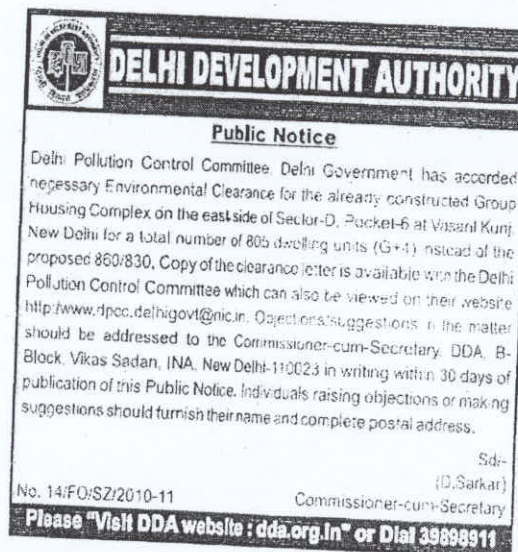 DELHI DEVELOPMENT AUTHORITY
Public Notice
Delhi Pollution Control Committee, Delhi Government has accorded
necessary Environmental Clearance for the already constructed Group
Housing Complex on the east side of Sector-D, Pocket-6 at Vasant Kunj,
New Delhi for a total number of 805 dwelling units (G+4) instead of the
proposed 860/830. Copy of the clearance letter is available with the Delhi
Pollution Control Committee which can also be viewed on their website
http:/www.dpcc.delhigovt@nic.in. Objections/suggestions in the matter
should be addressed to the Commissioner-cum-Secretary, DDA, B-
Block, Vikas Sadan, INA, New Delhi-110023 in writing within 30 days of
publication of this Public Notice. Individuals raising objections or making
suggestions should furnish their name and complete postal address.
Sd/-
(D.Sarkar)
No. 14/FO/SZ/2010-11 Commissioner-cum-Secretary
Please "Visit DDA website : dda.org.in" or Dial 39898911